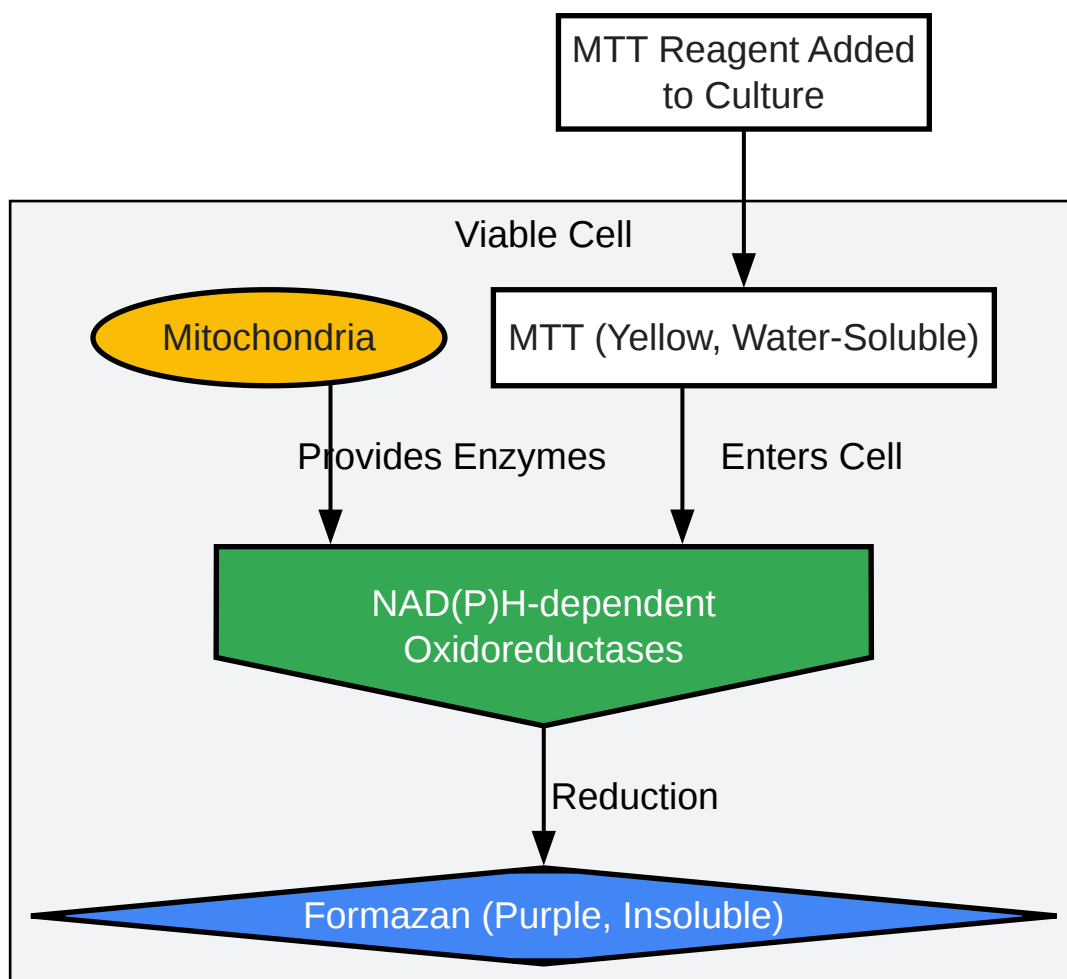 MTT Reagent Added
to Culture
Viable Cell
Mitochondria
MTT (Yellow, Water-Soluble)
Provides Enzymes
Enters Cell
NAD(P)H-dependent
Oxidoreductases
Reduction
Formazan (Purple, Insoluble)